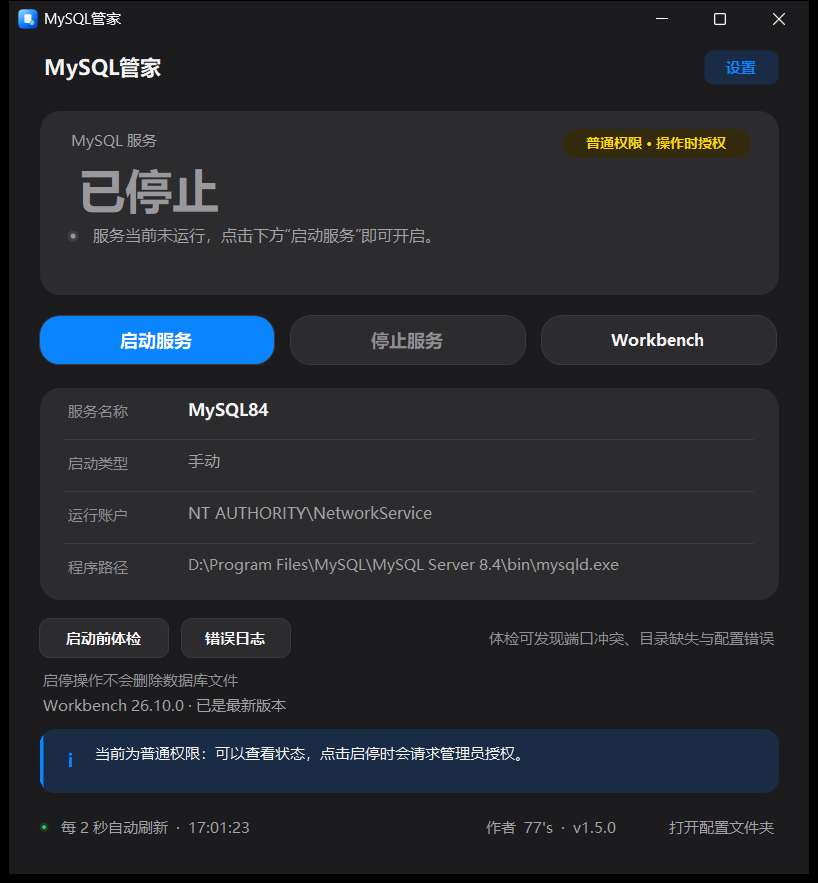 MySQL管家
MySQL管家
设置
MySQL 服务
普通权限 • 操作时授权
已停止
服务当前未运行，点击下方“启动服务”即可开启。
启动服务
停止服务
Workbench
服务名称
MySQL84
启动类型
手动
运行账户
NT AUTHORITY\NetworkService
程序路径
D:\Program Files\MySQL\MySQL Server 8.4\bin\mysqld.exe
启动前体检
错误日志
体检可发现端口冲突、目录缺失与配置错误
启停操作不会删除数据库文件
Workbench 26.10.0 · 已是最新版本
i
当前为普通权限：可以查看状态，点击启停时会请求管理员授权。
每 2 秒自动刷新 · 17:01:23
作者 77's · v1.5.0
打开配置文件夹